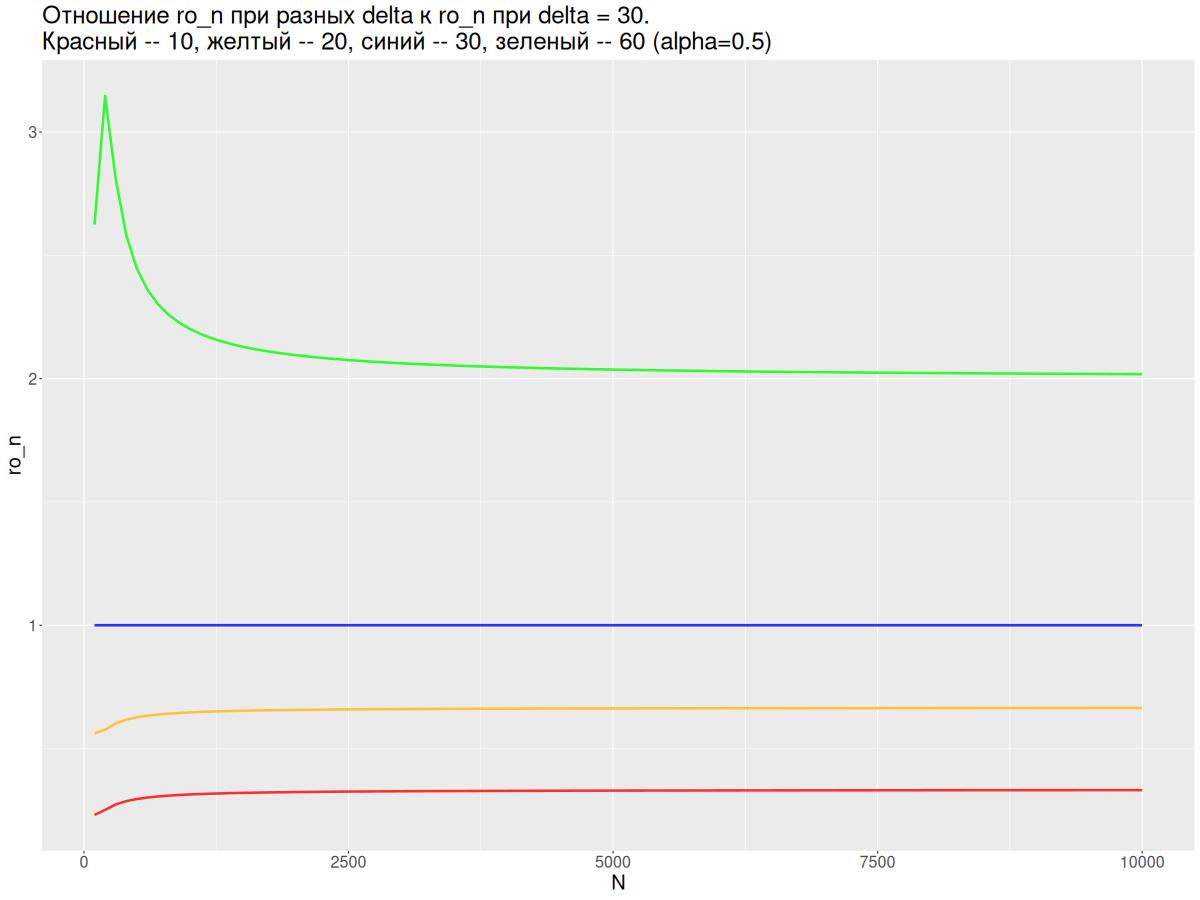 Отношение ro_n при разных delta к ro_n при delta = 30.
Красный -- 10, желтый -- 20, синий -- 30, зеленый -- 60 (alpha=0.5)
3
2
1
ro_n
0 2500 5000 7500 10000
N